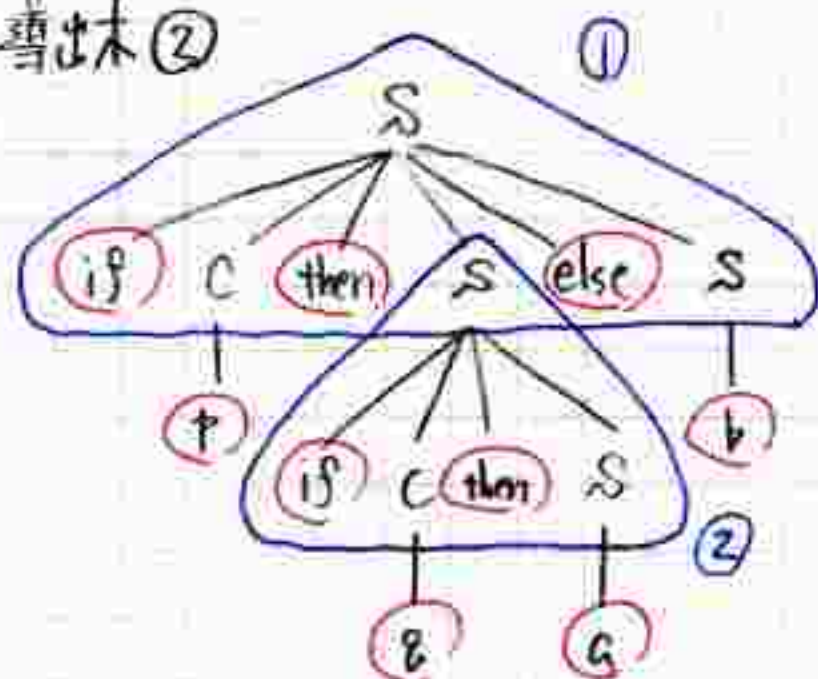 導出木②
①
S
if C then S else S
p b
if C then S
②
q a